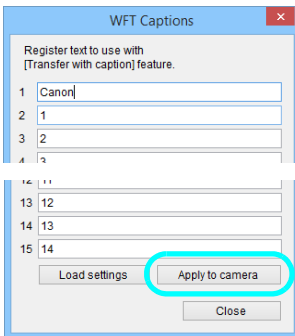 WFT Captions
Register text to use with
[Transfer with caption] feature.
1 Canon
2 1
3 2
4 3
12 11
13 12
14 13
15 14
Load settings Apply to camera
Close